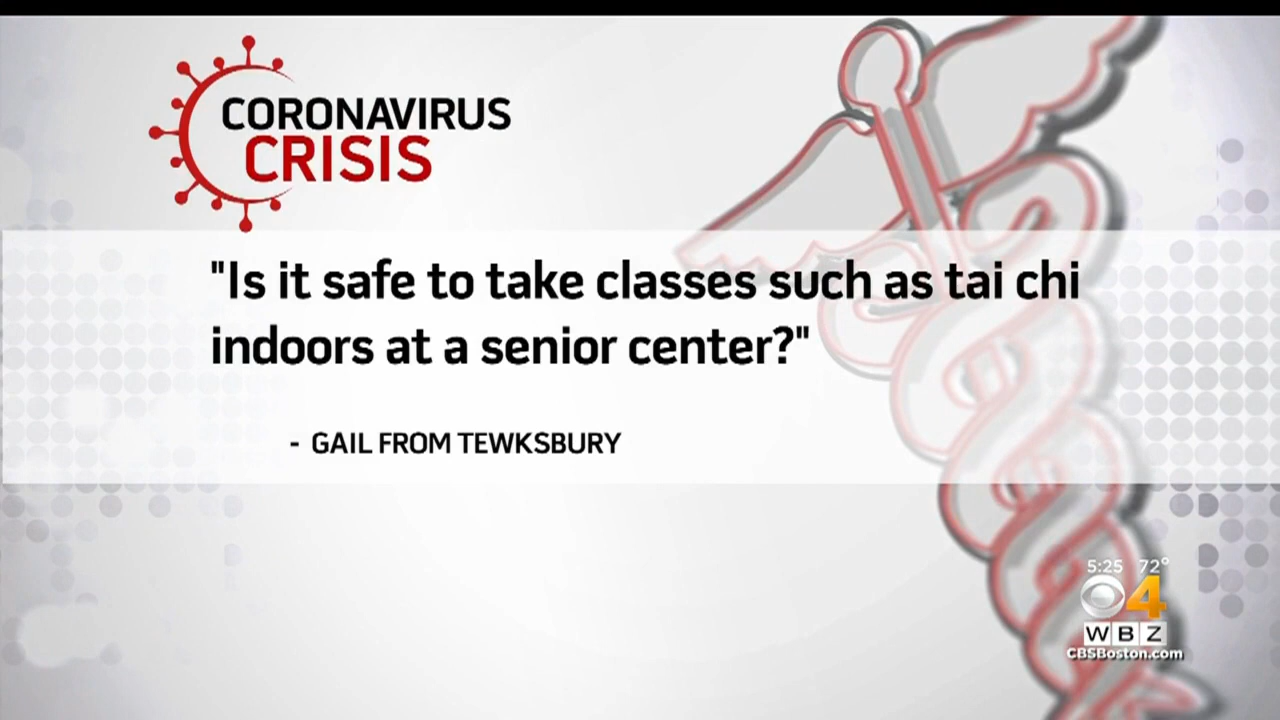 CORONAVIRUS
CRISIS
"Is it safe to take classes such as tai chi
indoors at a senior center?"
- GAIL FROM TEWKSBURY
5:25 72°
4
WBZ
CBSBoston.com